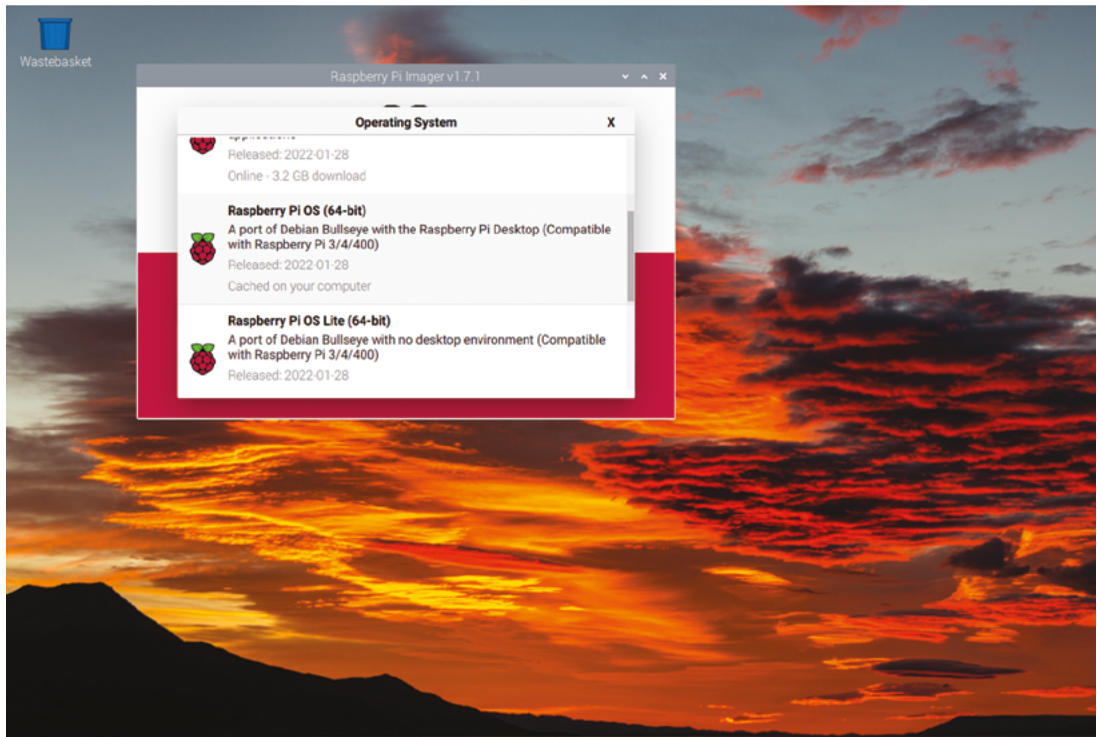 Wastebasket
Raspberry Pi Imager v1.7.1
Operating System
X
Released: 2022-01-28
Online - 3.2 GB download
Raspberry Pi OS (64-bit)
A port of Debian Bullseye with the Raspberry Pi Desktop (Compatible
with Raspberry Pi 3/4/400)
Released: 2022-01-28
Cached on your computer
Raspberry Pi OS Lite (64-bit)
A port of Debian Bullseye with no desktop environment (Compatible
with Raspberry Pi 3/4/400)
Released: 2022-01-28